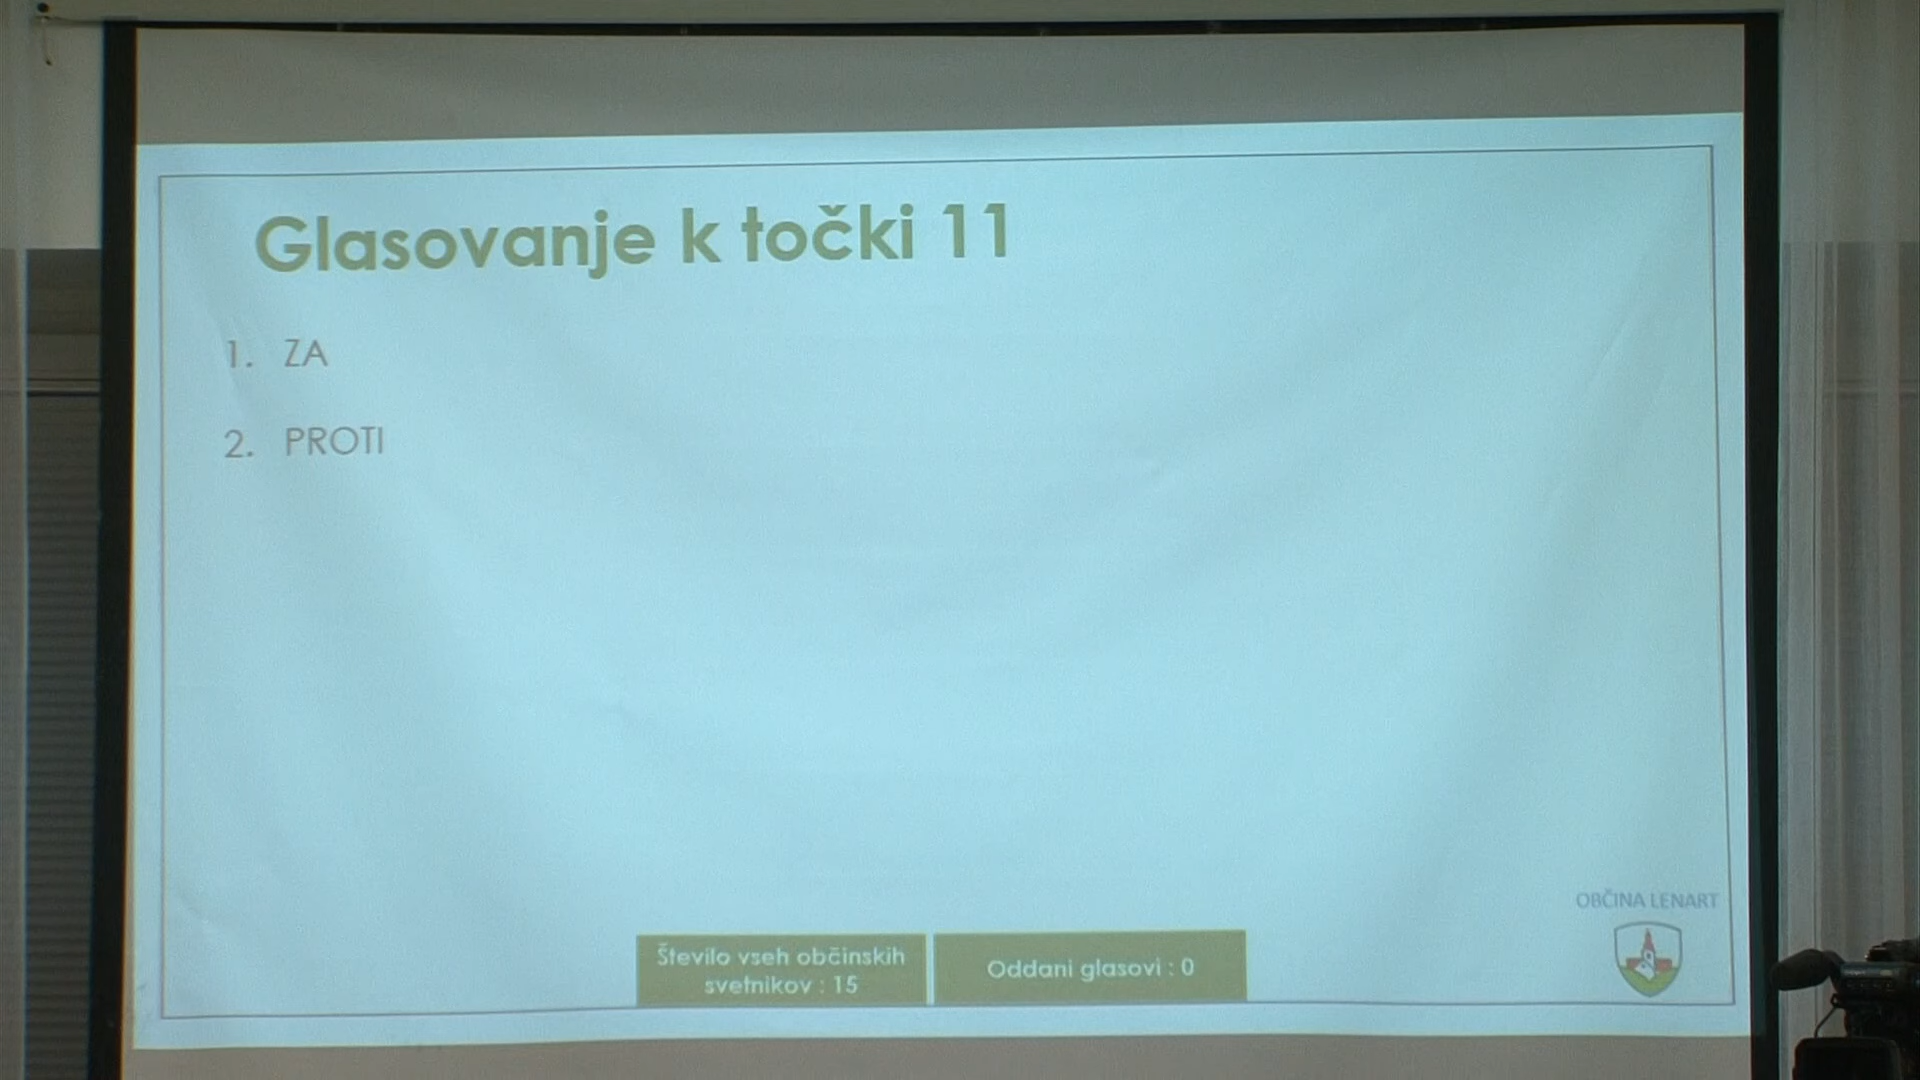 Glasovanje k točki 11
1. ZA
2. PROTI
OBČINA LENART
Število vseh občinskih
svetnikov : 15
Oddani glasovi : 0